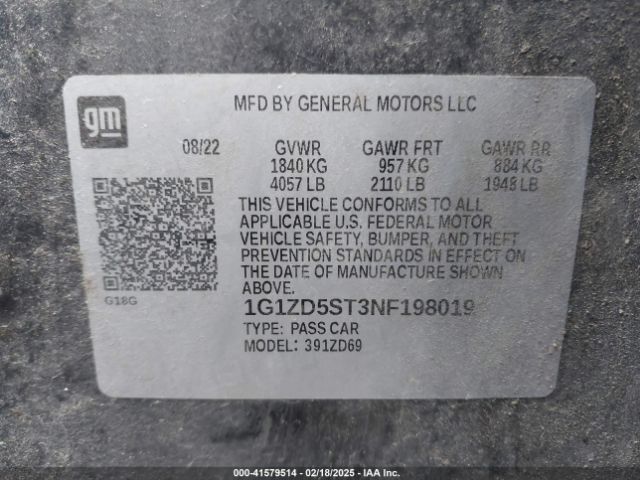 gm
MFD BY GENERAL MOTORS LLC
08/22 GVWR GAWR FRT GAWR RR
1840 KG 957 KG 884 KG
4057 LB 2110 LB 1948 LB
THIS VEHICLE CONFORMS TO ALL
APPLICABLE U.S. FEDERAL MOTOR
VEHICLE SAFETY, BUMPER, AND THEFT
PREVENTION STANDARDS IN EFFECT ON
THE DATE OF MANUFACTURE SHOWN
ABOVE.
G18G
1G1ZD5ST3NF198019
TYPE: PASS CAR
MODEL: 391ZD69
000-41579514 - 02/18/2025 - IAA Inc.